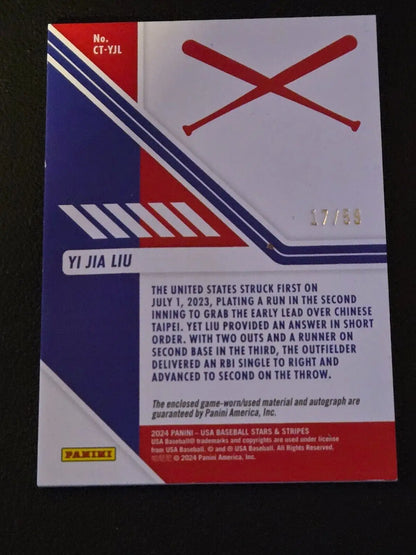 No.
CT-YJL
17/99
YI JIA LIU
THE UNITED STATES STRUCK FIRST ON
JULY 1, 2023, PLATING A RUN IN THE SECOND
INNING TO GRAB THE EARLY LEAD OVER CHINESE
TAIPEI. YET LIU PROVIDED AN ANSWER IN SHORT
ORDER. WITH TWO OUTS AND A RUNNER ON
SECOND BASE IN THE THIRD, THE OUTFIELDER
DELIVERED AN RBI SINGLE TO RIGHT AND
ADVANCED TO SECOND ON THE THROW.
The enclosed game-worn/used material and autograph are
guaranteed by Panini America, Inc.
2024 PANINI – USA BASEBALL STARS & STRIPES
USA Baseball® trademarks and copyrights are used under license
from USA Baseball. © and ® USA Baseball. All Rights Reserved.
© 2024 Panini America, Inc.
PANINI